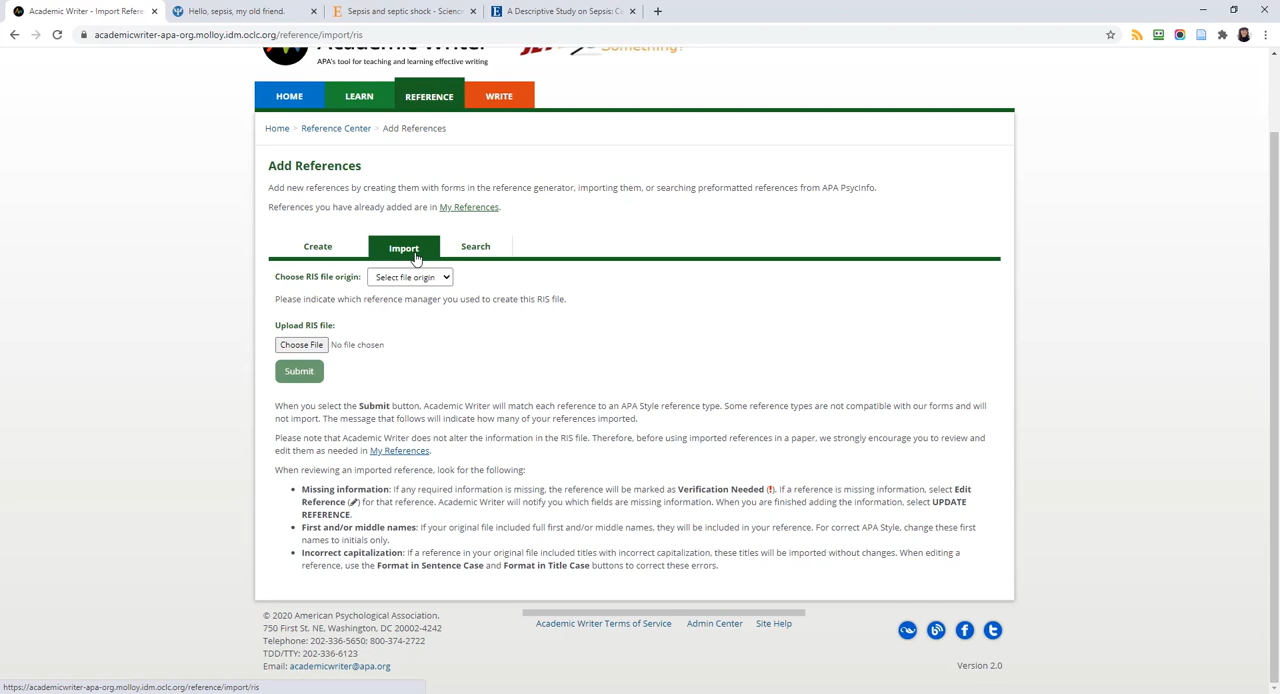 Academic Writer - Import Refere
Hello, sepsis, my old friend.
Sepsis and septic shock - Science
A Descriptive Study on Sepsis: Ca
academicwriter-apa-org.molloy.idm.oclc.org/reference/import/ris
Academic Writer
APA's tool for teaching and learning effective writing
Something?
HOME LEARN REFERENCE WRITE
Home > Reference Center > Add References
Add References
Add new references by creating them with forms in the reference generator, importing them, or searching preformatted references from APA PsycInfo.
References you have already added are in My References.
Create Import Search
Choose RIS file origin: Select file origin
Please indicate which reference manager you used to create this RIS file.
Upload RIS file:
Choose File No file chosen
Submit
When you select the Submit button, Academic Writer will match each reference to an APA Style reference type. Some reference types are not compatible with our forms and will
not import. The message that follows will indicate how many of your references imported.
Please note that Academic Writer does not alter the information in the RIS file. Therefore, before using imported references in a paper, we strongly encourage you to review and
edit them as needed in My References.
When reviewing an imported reference, look for the following:
Missing information: If any required information is missing, the reference will be marked as Verification Needed (!). If a reference is missing information, select Edit
Reference ( ) for that reference. Academic Writer will notify you which fields are missing information. When you are finished adding the information, select UPDATE
REFERENCE.
First and/or middle names: If your original file included full first and/or middle names, they will be included in your reference. For correct APA Style, change these first
names to initials only.
Incorrect capitalization: If a reference in your original file included titles with incorrect capitalization, these titles will be imported without changes. When editing a
reference, use the Format in Sentence Case and Format in Title Case buttons to correct these errors.
© 2020 American Psychological Association.
750 First St. NE, Washington, DC 20002-4242
Telephone: 202-336-5650; 800-374-2722
TDD/TTY: 202-336-6123
Email: academicwriter@apa.org
Academic Writer Terms of Service Admin Center Site Help
Version 2.0
https://academicwriter-apa-org.molloy.idm.oclc.org/reference/import/ris